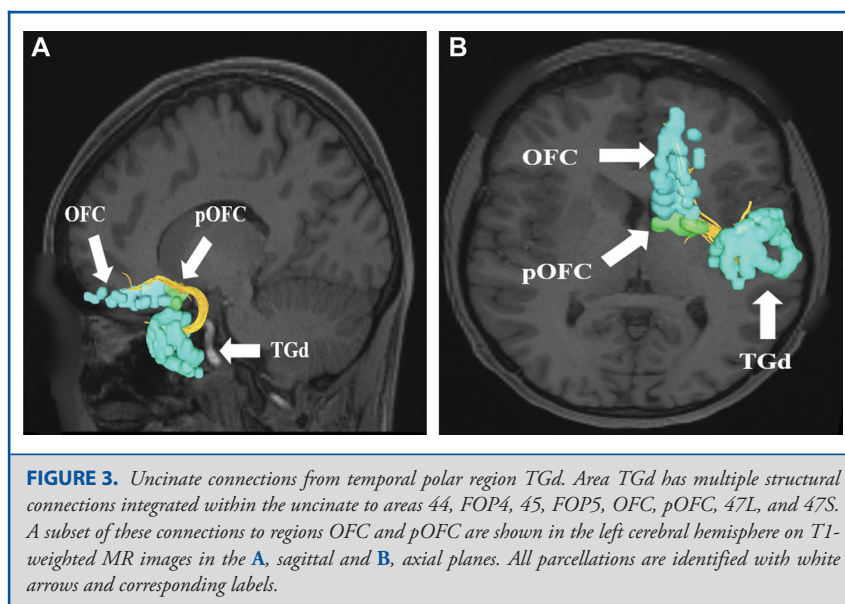 A
OFC
pOFC
TGd
B
OFC
pOFC
TGd
FIGURE 3. Uncinate connections from temporal polar region TGd. Area TGd has multiple structural
connections integrated within the uncinate to areas 44, FOP4, 45, FOP5, OFC, pOFC, 47L, and 47S.
A subset of these connections to regions OFC and pOFC are shown in the left cerebral hemisphere on T1-
weighted MR images in the A, sagittal and B, axial planes. All parcellations are identified with white
arrows and corresponding labels.